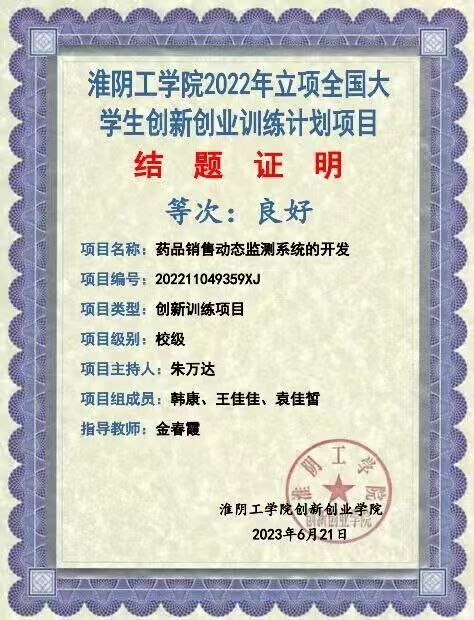 淮阴工学院2022年立项全国大
学生创新创业训练计划项目
结题证明
等次：良好
项目名称：药品销售动态监测系统的开发
项目编号：202211049359XJ
项目类型：创新训练项目
项目级别：校级
项目主持人：朱万达
项目组成员：韩康、王佳佳、袁佳皙
指导教师：金春霞
淮阴工学院
创新创业学院
淮阴工学院创新创业学院
2023年6月21日